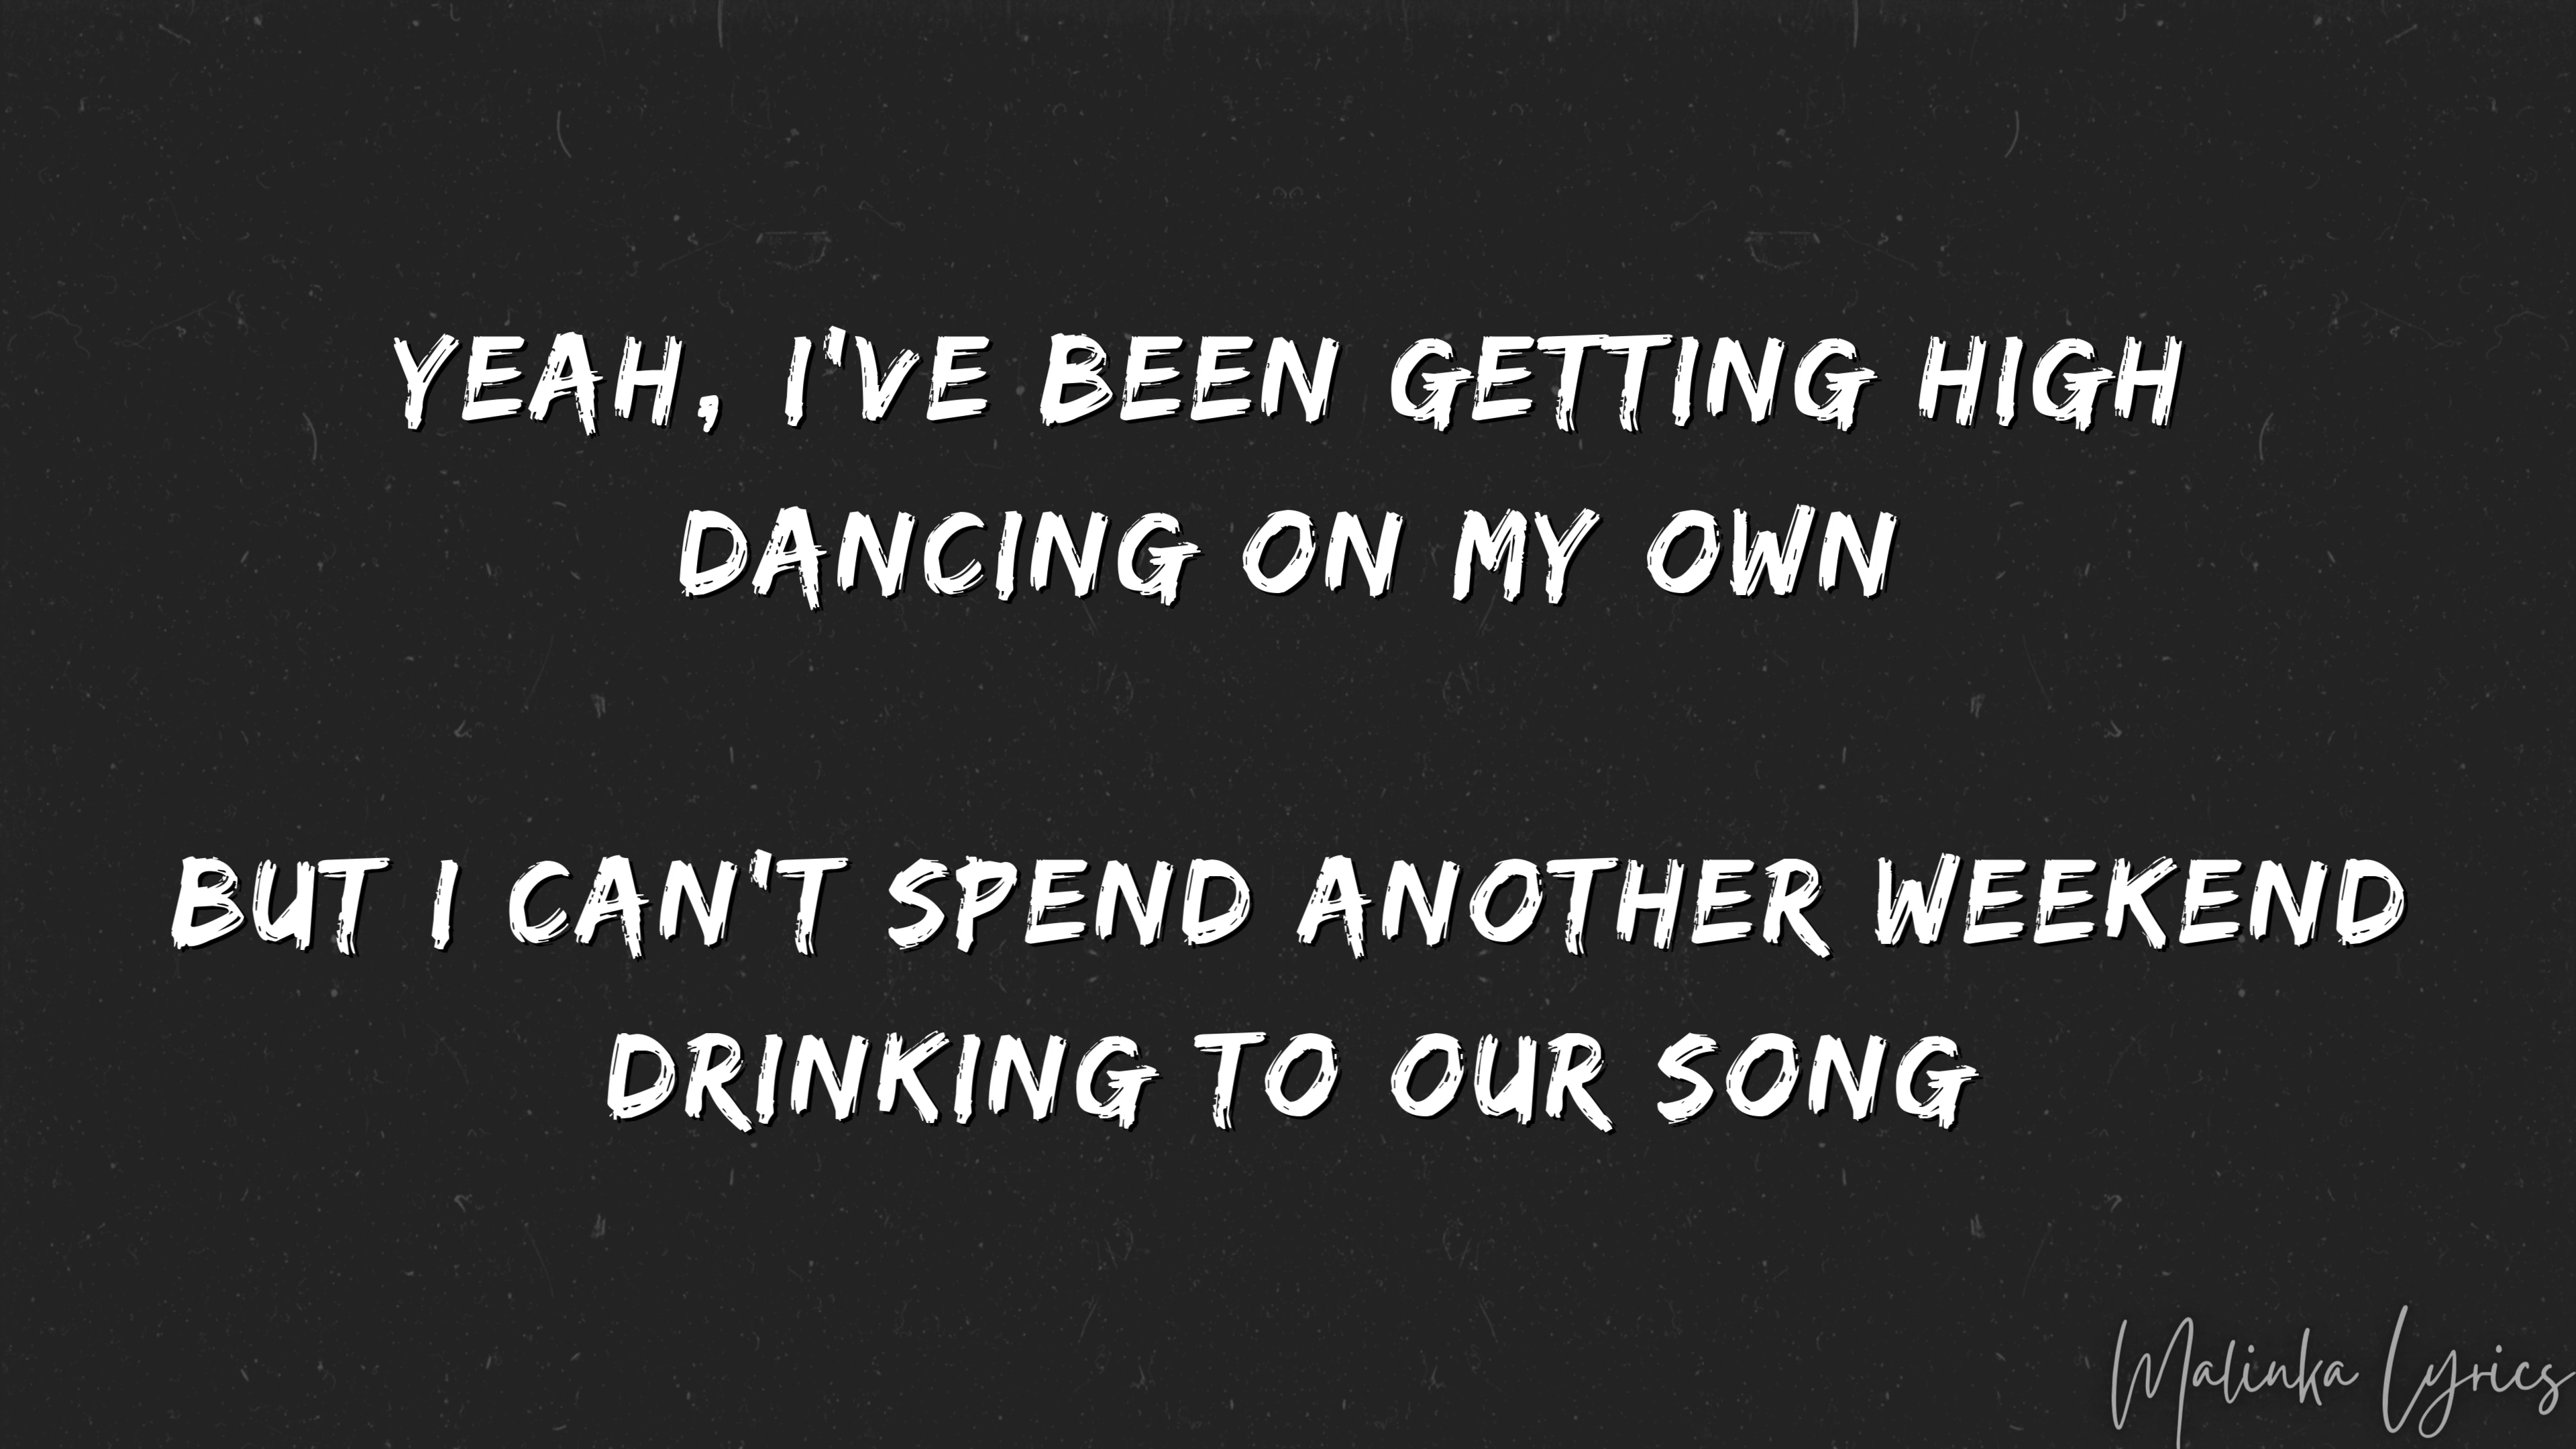 YEAH, I'VE BEEN GETTING HIGH
DANCING ON MY OWN
BUT I CAN'T SPEND ANOTHER WEEKEND
DRINKING TO OUR SONG
Malinka Lyrics